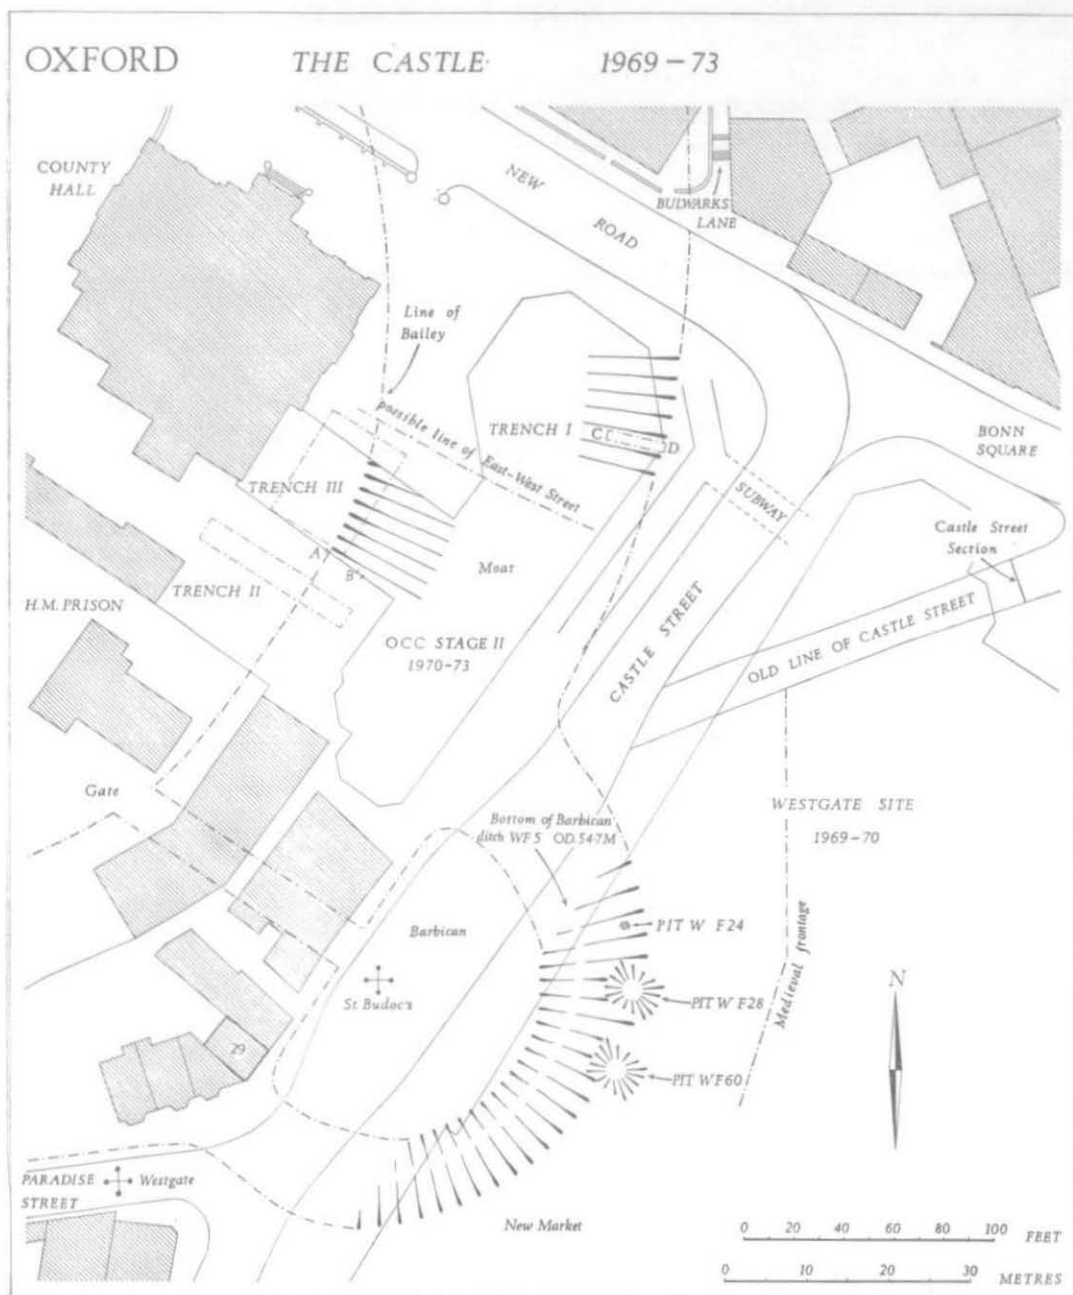 OXFORD THE CASTLE 1969-73
COUNTY
HALL
NEW
ROAD
BULWARKS
LANE
Line of
Bailey
possible line of East-West Street
TRENCH I
C
D
BONN
SQUARE
TRENCH III
SUBWAY
Castle Street
Section
A
B
Moat
TRENCH II
H.M. PRISON
OCC STAGE II
1970-73
CASTLE STREET
OLD LINE OF CASTLE STREET
Gate
WESTGATE SITE
1969-70
Bottom of Barbican
ditch WF5 OD.54·7M
Medieval frontage
PIT W F24
Barbican
St. Budoc's
PIT W F28
N
29
PIT WF60
PARADISE
STREET
Westgate
New Market
0 20 40 60 80 100 FEET
0 10 20 30 METRES